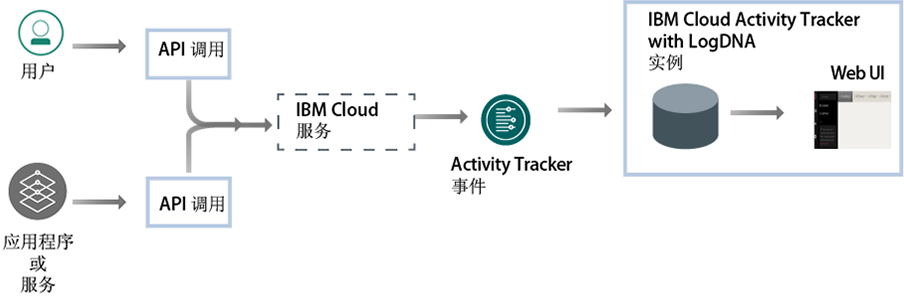 用户
API 调用
应用程序
或
服务
API 调用
IBM Cloud
服务
Activity Tracker
事件
IBM Cloud Activity Tracker
with LogDNA
实例
Web UI